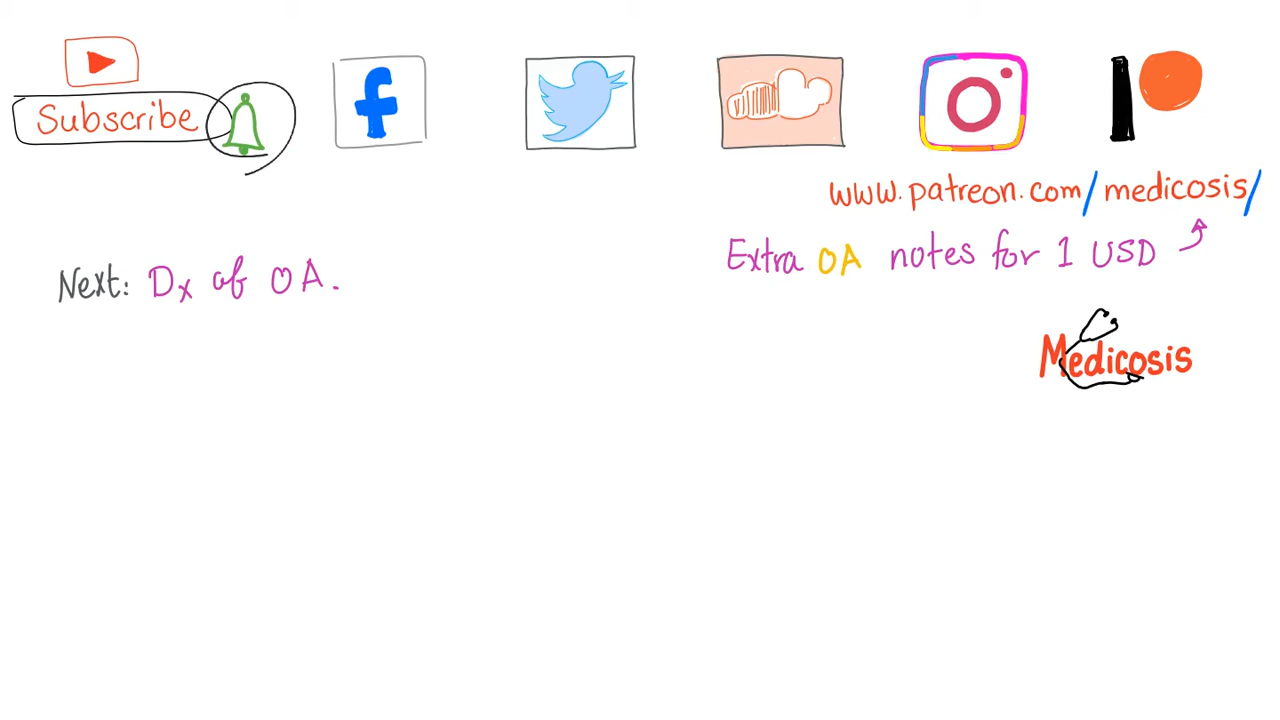 Subscribe
www.patreon.com/medicosis/
Extra OA notes for 1 USD
Next: Dx of OA.
Medicosis